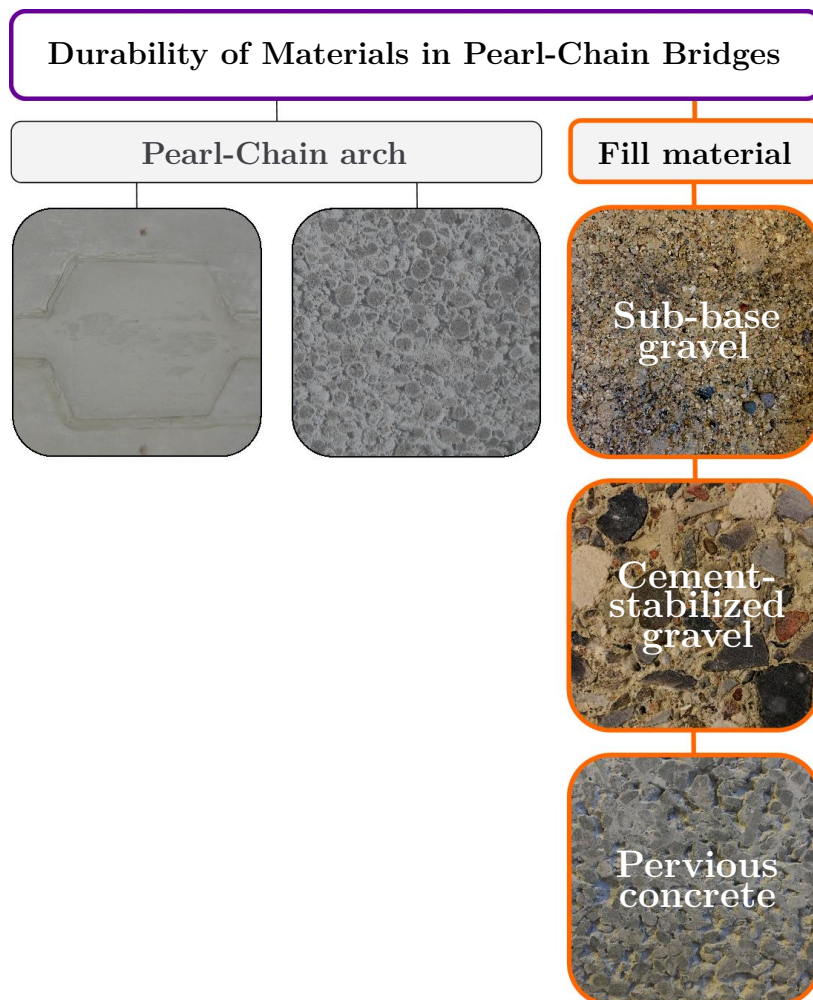 Durability of Materials in Pearl-Chain Bridges
Pearl-Chain arch
Fill material
Sub-base
gravel
Cement-
stabilized
gravel
Pervious
concrete